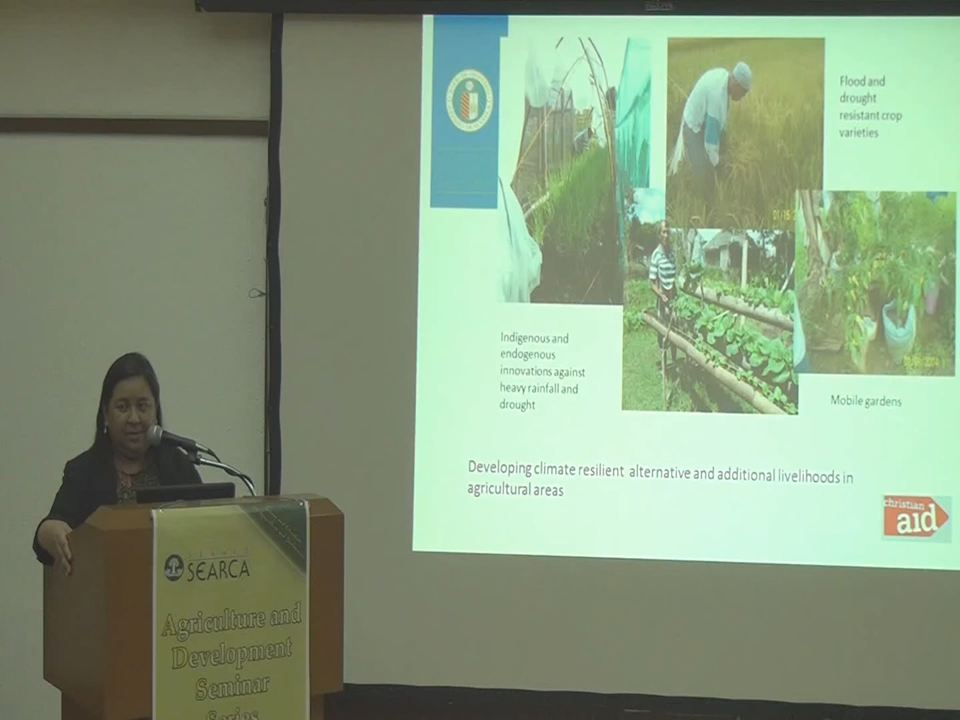 Flood and
drought
resistant crop
varieties
Indigenous and
endogenous
innovations against
heavy rainfall and
drought
Mobile gardens
Developing climate resilient alternative and additional livelihoods in
agricultural areas
christian
aid
SEARCA
Agriculture and
Development
Seminar
Series